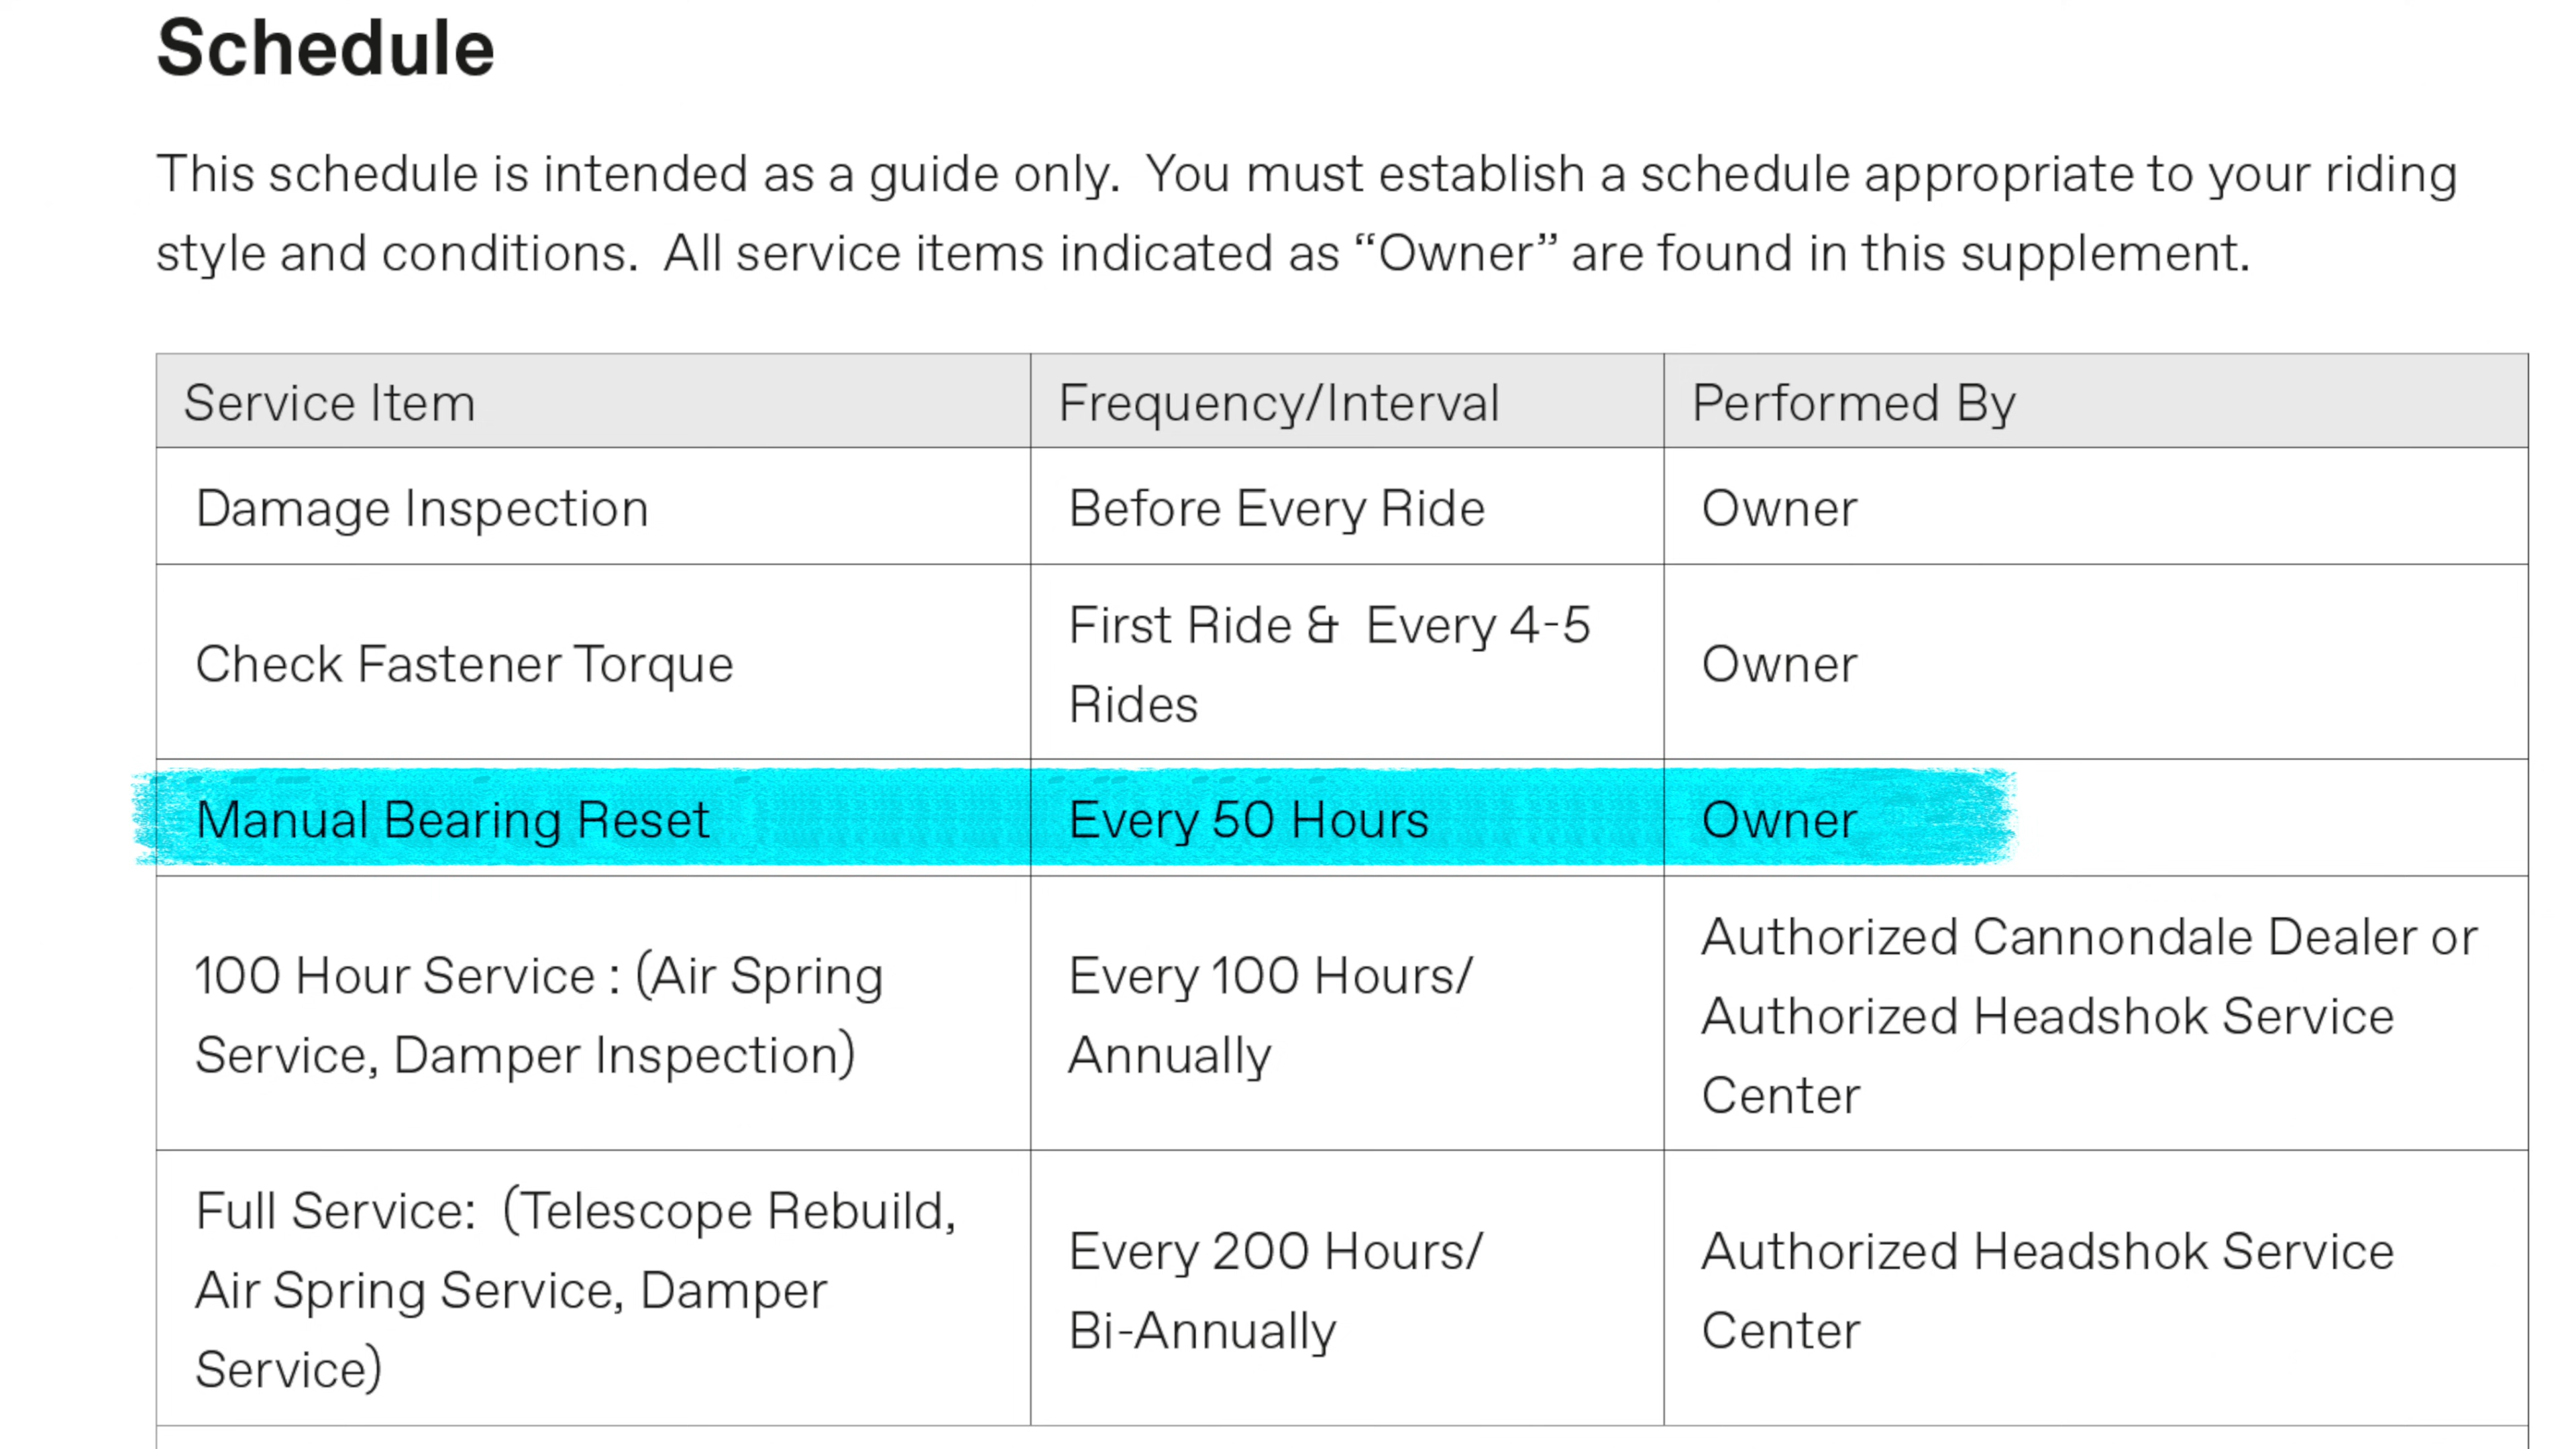 Schedule
This schedule is intended as a guide only.  You must establish a schedule appropriate to your riding
style and conditions.  All service items indicated as “Owner” are found in this supplement.
Service Item
Frequency/Interval
Performed By
Damage Inspection
Before Every Ride
Owner
Check Fastener Torque
First Ride &  Every 4-5
Rides
Owner
Manual Bearing Reset
Every 50 Hours
Owner
100 Hour Service : (Air Spring
Service, Damper Inspection)
Every 100 Hours/
Annually
Authorized Cannondale Dealer or
Authorized Headshok Service
Center
Full Service:  (Telescope Rebuild,
Air Spring Service, Damper
Service)
Every 200 Hours/
Bi-Annually
Authorized Headshok Service
Center